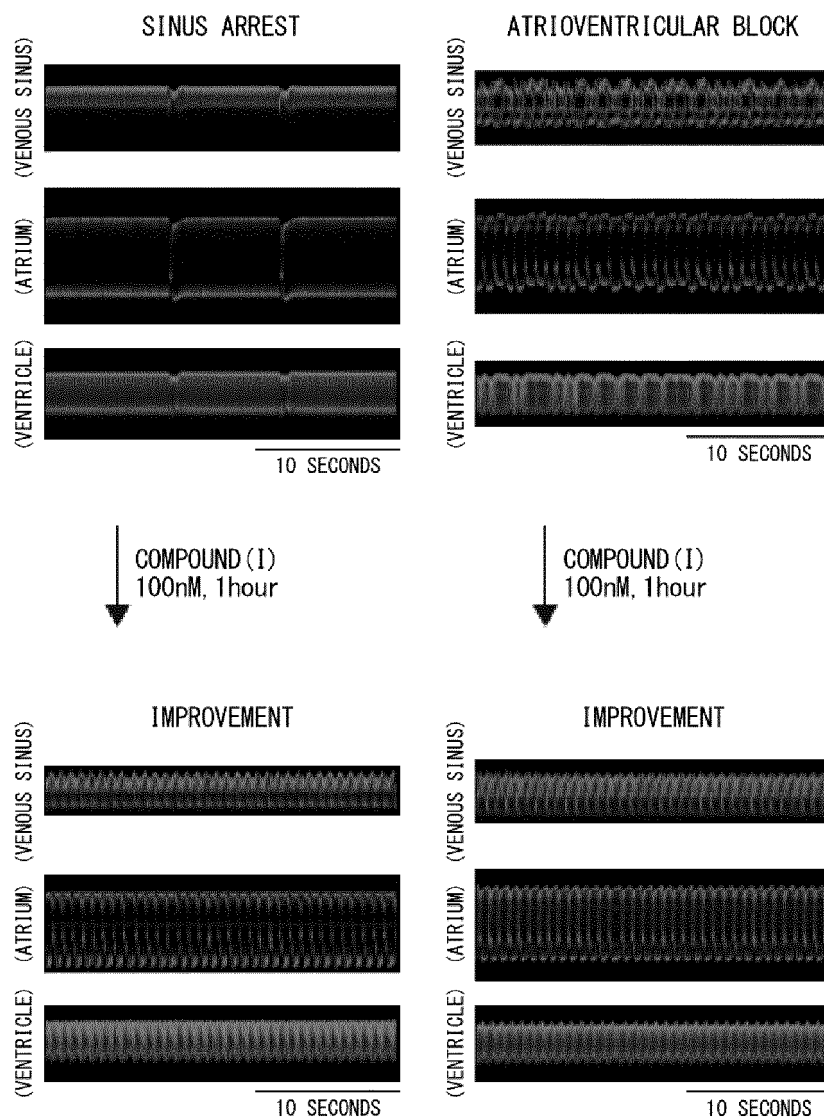 SINUS ARREST
(VENOUS SINUS)
(ATRIUM)
(VENTRICLE)
10 SECONDS
ATRIOVENTRICULAR BLOCK
(VENOUS SINUS)
(ATRIUM)
(VENTRICLE)
10 SECONDS
COMPOUND(I)
100nM, 1hour
COMPOUND(I)
100nM, 1hour
IMPROVEMENT
(VENOUS SINUS)
(ATRIUM)
(VENTRICLE)
10 SECONDS
IMPROVEMENT
(VENOUS SINUS)
(ATRIUM)
(VENTRICLE)
10 SECONDS